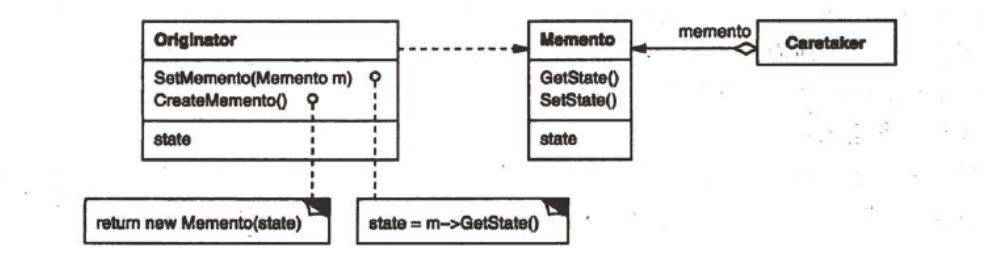 Originator
SetMemento(Memento m)
CreateMemento()
state
Memento
GetState()
SetState()
state
memento
Caretaker
return new Memento(state)
state = m–>GetState()